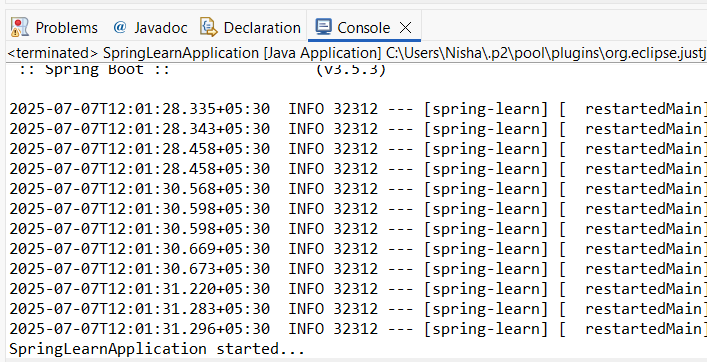 Problems @ Javadoc Declaration Console
<terminated> SpringLearnApplication [Java Application] C:\Users\Nisha\.p2\pool\plugins\org.eclipse.justj
:: Spring Boot :: (v3.5.3)
2025-07-07T12:01:28.335+05:30 INFO 32312 --- [spring-learn] [ restartedMain]
2025-07-07T12:01:28.343+05:30 INFO 32312 --- [spring-learn] [ restartedMain]
2025-07-07T12:01:28.458+05:30 INFO 32312 --- [spring-learn] [ restartedMain]
2025-07-07T12:01:28.458+05:30 INFO 32312 --- [spring-learn] [ restartedMain]
2025-07-07T12:01:30.568+05:30 INFO 32312 --- [spring-learn] [ restartedMain]
2025-07-07T12:01:30.598+05:30 INFO 32312 --- [spring-learn] [ restartedMain]
2025-07-07T12:01:30.598+05:30 INFO 32312 --- [spring-learn] [ restartedMain]
2025-07-07T12:01:30.669+05:30 INFO 32312 --- [spring-learn] [ restartedMain]
2025-07-07T12:01:30.673+05:30 INFO 32312 --- [spring-learn] [ restartedMain]
2025-07-07T12:01:31.220+05:30 INFO 32312 --- [spring-learn] [ restartedMain]
2025-07-07T12:01:31.283+05:30 INFO 32312 --- [spring-learn] [ restartedMain]
2025-07-07T12:01:31.296+05:30 INFO 32312 --- [spring-learn] [ restartedMain]
SpringLearnApplication started...